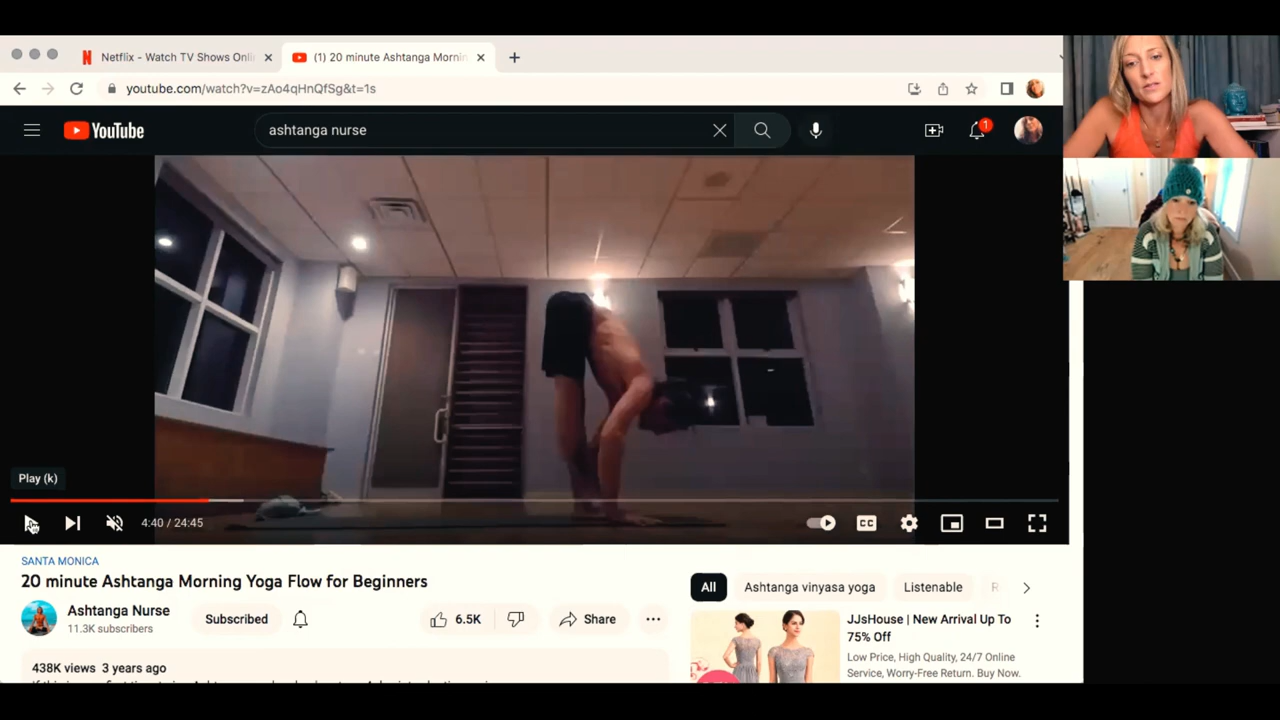 Netflix - Watch TV Shows Onli
(1) 20 minute Ashtanga Mornin
youtube.com/watch?v=zAo4qHnQfSg&t=1s
YouTube
ashtanga nurse
1
Play (k)
4:40 / 24:45
CC
SANTA MONICA
20 minute Ashtanga Morning Yoga Flow for Beginners
Ashtanga Nurse
11.3K subscribers
Subscribed
6.5K
Share
438K views 3 years ago
All
Ashtanga vinyasa yoga
Listenable
R
JJsHouse | New Arrival Up To
75% Off
Low Price, High Quality, 24/7 Online
Service, Worry-Free Return. Buy Now.